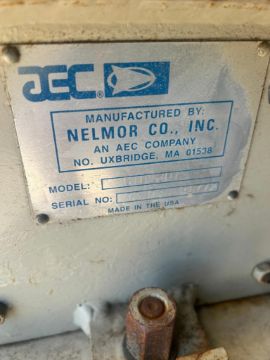 AEC®
MANUFACTURED BY:
NELMOR CO., INC.
AN AEC COMPANY
NO. UXBRIDGE, MA 01538
MODEL:
SERIAL NO:
MADE IN THE USA